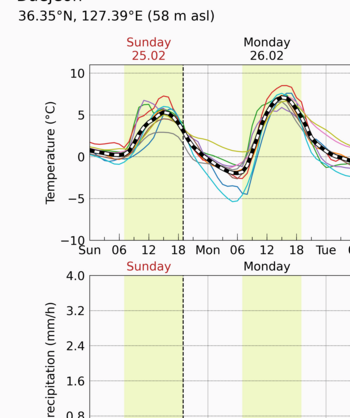 36.35°N, 127.39°E (58 m asl)
Sunday Monday
25.02 26.02
Temperature (°C)
10
5
0
−5
−10
Sun 06 12 18 Mon 06 12 18 Tue
Sunday Monday
4.0
3.2
2.4
1.6
0.8